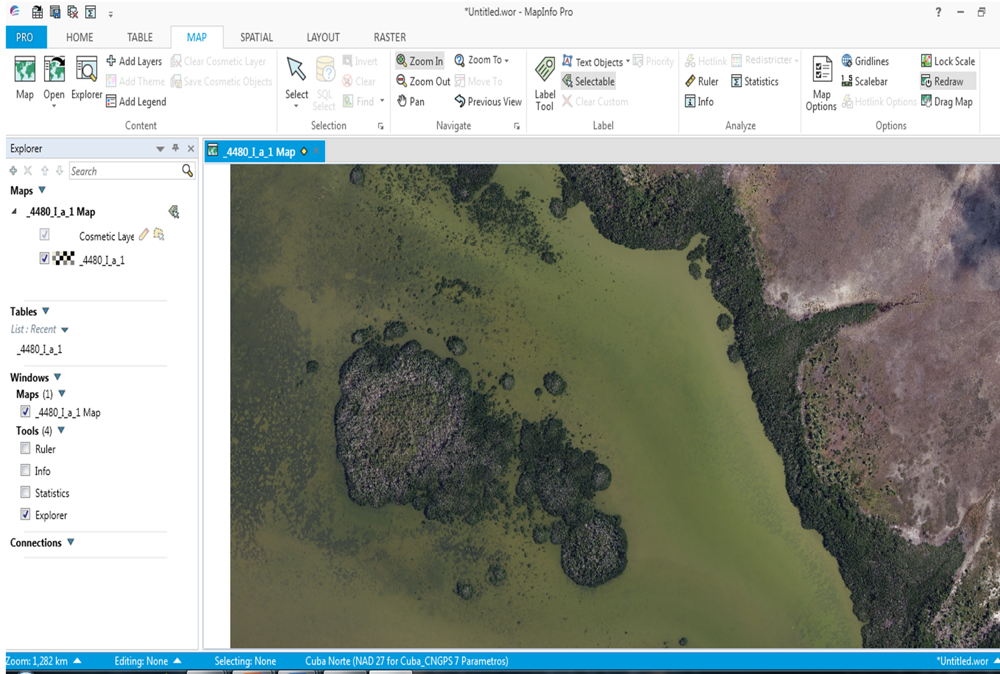 *Untitled.wor - MapInfo Pro
?
PRO HOME TABLE MAP SPATIAL LAYOUT RASTER
Map
Open
Explorer
Add Layers
Add Theme
Add Legend
Clear Cosmetic Layer
Save Cosmetic Objects
Content
Select
SQL
Select
Invert
Clear
Find
Selection
Zoom In
Zoom Out
Pan
Zoom To
Move To
Previous View
Navigate
Label
Tool
Text Objects
Selectable
Clear Custom
Priority
Label
Hotlink
Ruler
Info
Redistricter
Statistics
Analyze
Map
Options
Gridlines
Scalebar
Hotlink Options
Lock Scale
Redraw
Drag Map
Options
Explorer
Search
Maps
_4480_I_a_1 Map
Cosmetic Laye
_4480_I_a_1
Tables
List : Recent
_4480_I_a_1
Windows
Maps (1)
_4480_I_a_1 Map
Tools (4)
Ruler
Info
Statistics
Explorer
Connections
_4480_I_a_1 Map
Zoom: 1,282 km Editing: None Selecting: None Cuba Norte (NAD 27 for Cuba_CNGPS 7 Parametros) *Untitled.wor